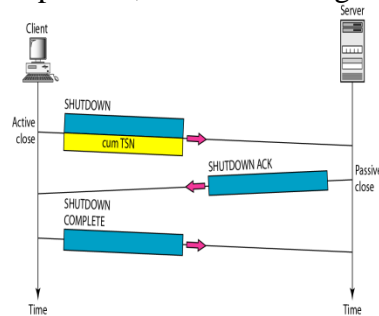 Server
Client
SHUTDOWN
Active
close
cum TSN
SHUTDOWN ACK
Passive
close
SHUTDOWN
COMPLETE
Time
Time